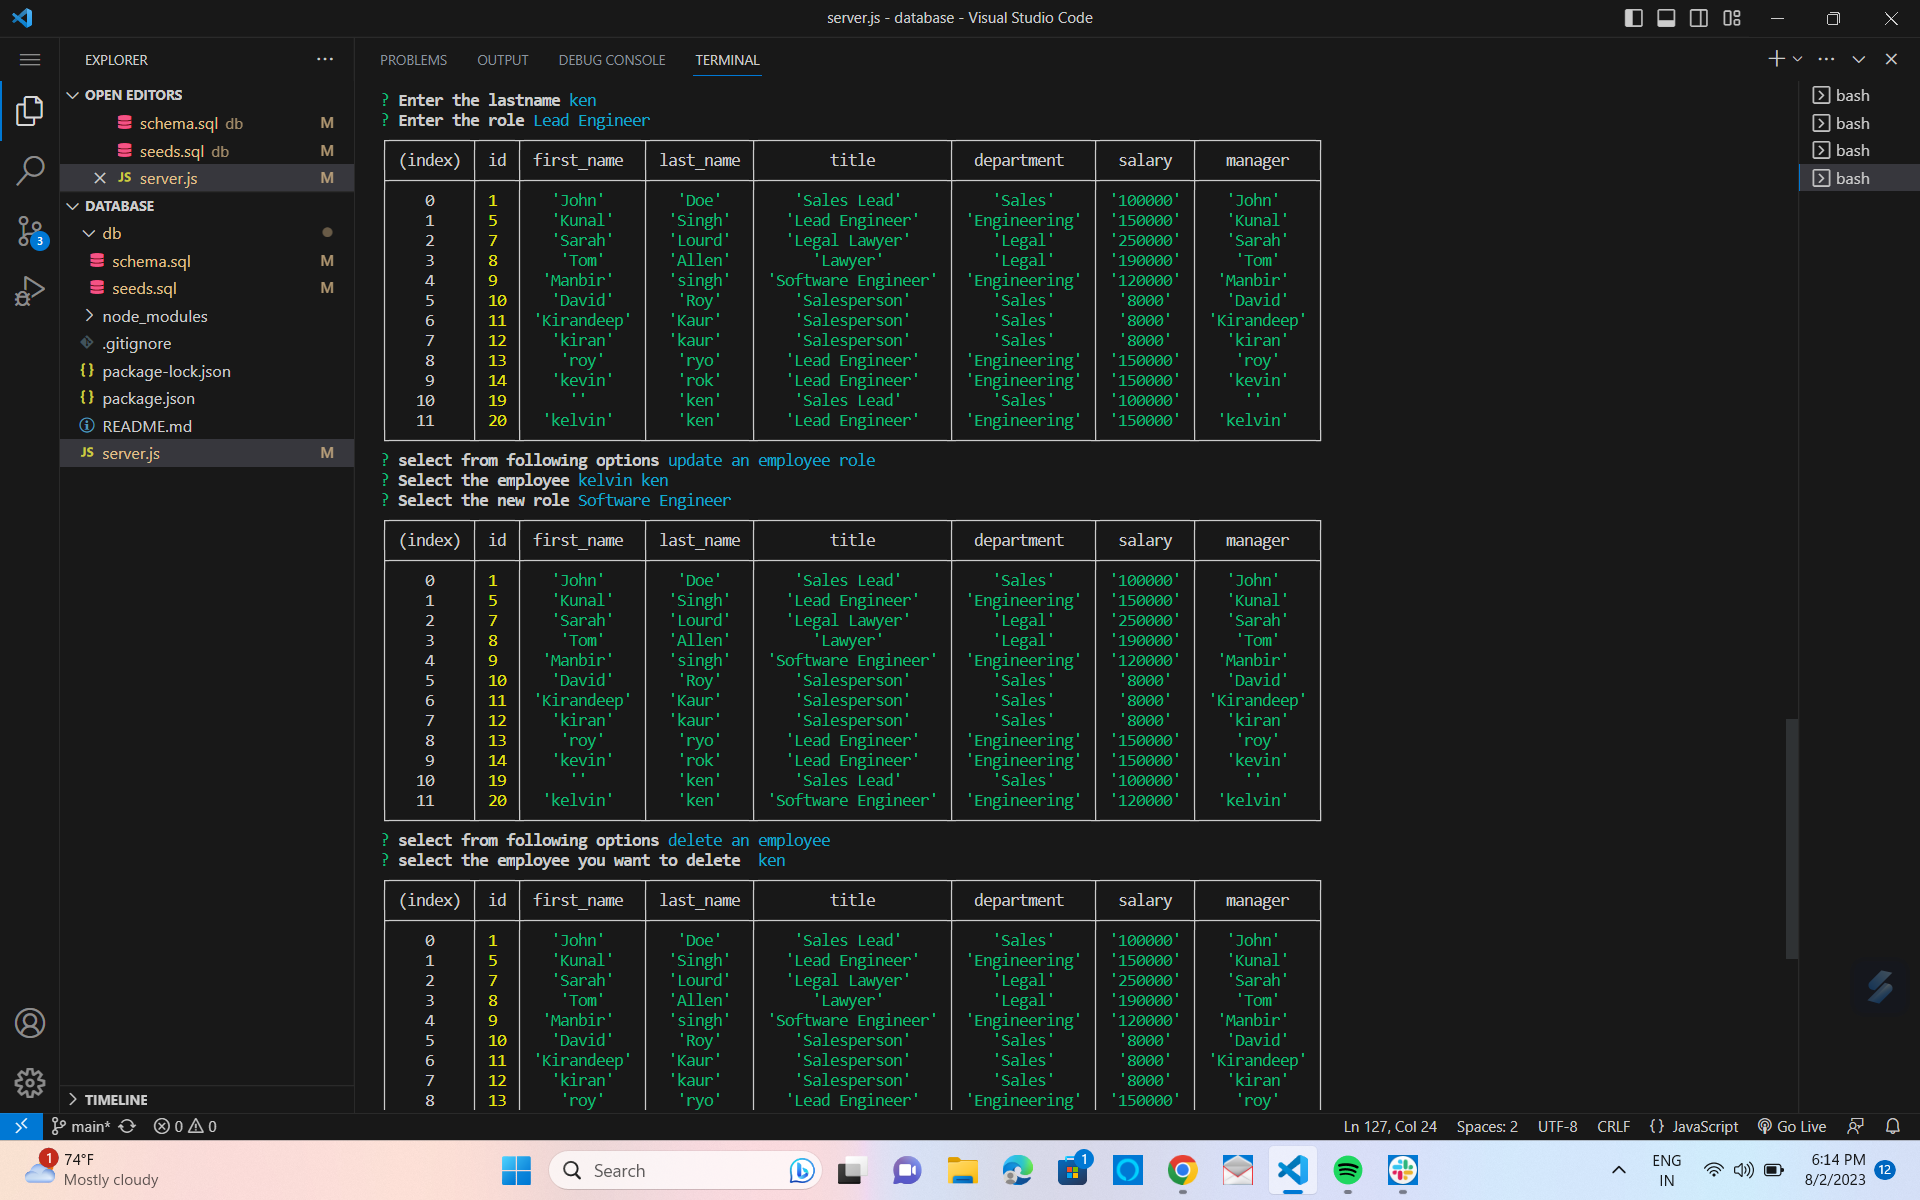 server.js - database - Visual Studio Code
EXPLORER
OPEN EDITORS
schema.sql db M
seeds.sql db M
JS server.js M
DATABASE
db
schema.sql M
seeds.sql M
node_modules
.gitignore
{} package-lock.json
{} package.json
README.md
JS server.js M
TIMELINE
3
PROBLEMS OUTPUT DEBUG CONSOLE TERMINAL
? Enter the lastname ken
? Enter the role Lead Engineer
(index) id first_name last_name title department salary manager
0 1 'John' 'Doe' 'Sales Lead' 'Sales' '100000' 'John'
1 5 'Kunal' 'Singh' 'Lead Engineer' 'Engineering' '150000' 'Kunal'
2 7 'Sarah' 'Lourd' 'Legal Lawyer' 'Legal' '250000' 'Sarah'
3 8 'Tom' 'Allen' 'Lawyer' 'Legal' '190000' 'Tom'
4 9 'Manbir' 'singh' 'Software Engineer' 'Engineering' '120000' 'Manbir'
5 10 'David' 'Roy' 'Salesperson' 'Sales' '8000' 'David'
6 11 'Kirandeep' 'Kaur' 'Salesperson' 'Sales' '8000' 'Kirandeep'
7 12 'kiran' 'kaur' 'Salesperson' 'Sales' '8000' 'kiran'
8 13 'roy' 'ryo' 'Lead Engineer' 'Engineering' '150000' 'roy'
9 14 'kevin' 'rok' 'Lead Engineer' 'Engineering' '150000' 'kevin'
10 19 '' 'ken' 'Sales Lead' 'Sales' '100000' ''
11 20 'kelvin' 'ken' 'Lead Engineer' 'Engineering' '150000' 'kelvin'
? select from following options update an employee role
? Select the employee kelvin ken
? Select the new role Software Engineer
(index) id first_name last_name title department salary manager
0 1 'John' 'Doe' 'Sales Lead' 'Sales' '100000' 'John'
1 5 'Kunal' 'Singh' 'Lead Engineer' 'Engineering' '150000' 'Kunal'
2 7 'Sarah' 'Lourd' 'Legal Lawyer' 'Legal' '250000' 'Sarah'
3 8 'Tom' 'Allen' 'Lawyer' 'Legal' '190000' 'Tom'
4 9 'Manbir' 'singh' 'Software Engineer' 'Engineering' '120000' 'Manbir'
5 10 'David' 'Roy' 'Salesperson' 'Sales' '8000' 'David'
6 11 'Kirandeep' 'Kaur' 'Salesperson' 'Sales' '8000' 'Kirandeep'
7 12 'kiran' 'kaur' 'Salesperson' 'Sales' '8000' 'kiran'
8 13 'roy' 'ryo' 'Lead Engineer' 'Engineering' '150000' 'roy'
9 14 'kevin' 'rok' 'Lead Engineer' 'Engineering' '150000' 'kevin'
10 19 '' 'ken' 'Sales Lead' 'Sales' '100000' ''
11 20 'kelvin' 'ken' 'Software Engineer' 'Engineering' '120000' 'kelvin'
? select from following options delete an employee
? select the employee you want to delete ken
(index) id first_name last_name title department salary manager
0 1 'John' 'Doe' 'Sales Lead' 'Sales' '100000' 'John'
1 5 'Kunal' 'Singh' 'Lead Engineer' 'Engineering' '150000' 'Kunal'
2 7 'Sarah' 'Lourd' 'Legal Lawyer' 'Legal' '250000' 'Sarah'
3 8 'Tom' 'Allen' 'Lawyer' 'Legal' '190000' 'Tom'
4 9 'Manbir' 'singh' 'Software Engineer' 'Engineering' '120000' 'Manbir'
5 10 'David' 'Roy' 'Salesperson' 'Sales' '8000' 'David'
6 11 'Kirandeep' 'Kaur' 'Salesperson' 'Sales' '8000' 'Kirandeep'
7 12 'kiran' 'kaur' 'Salesperson' 'Sales' '8000' 'kiran'
8 13 'roy' 'ryo' 'Lead Engineer' 'Engineering' '150000' 'roy'
bash
bash
bash
bash
main* 0 0
Ln 127, Col 24 Spaces: 2 UTF-8 CRLF {} JavaScript Go Live
1
74°F
Mostly cloudy
Search
1
ENG
IN
6:14 PM
8/2/2023
12